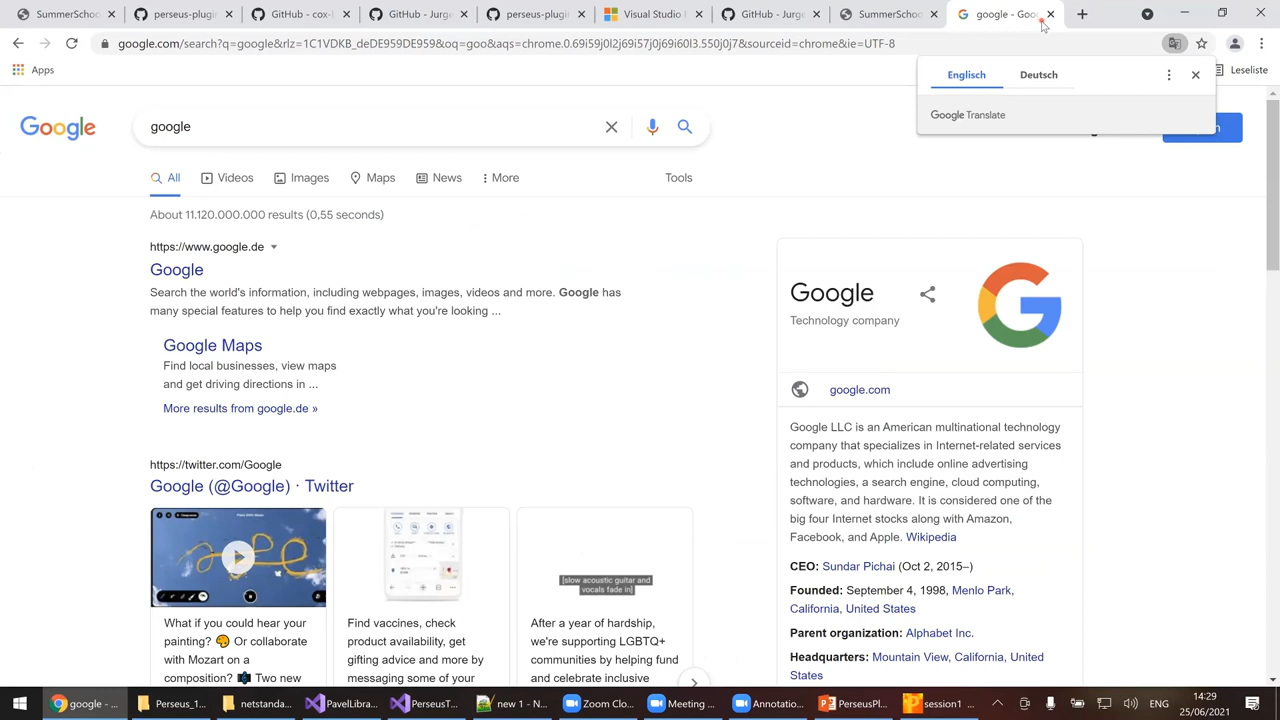 SummerSchoo
perseus-plugin
GitHub - cox-
GitHub - Jurge
perseus-plugin
Visual Studio
GitHub - Jurge
SummerSchoo
google - Goo
google.com/search?q=google&rlz=1C1VDKB_deDE959DE959&oq=goo&aqs=chrome.0.69i59j0l2j69i57j0j69i60l3.550j0j7&sourceid=chrome&ie=UTF-8
Apps
Leseliste
Englisch Deutsch
Google Translate
Google
google
All Videos Images Maps News More Tools
About 11.120.000.000 results (0,55 seconds)
https://www.google.de
Google
Search the world's information, including webpages, images, videos and more. Google has
many special features to help you find exactly what you're looking ...
Google Maps
Find local businesses, view maps
and get driving directions in ...
More results from google.de »
https://twitter.com/Google
Google (@Google) · Twitter
[slow acoustic guitar and
vocals fade in]
What if you could hear your
painting? 🎨 Or collaborate
with Mozart on a
composition? Two new
Find vaccines, check
product availability, get
gifting advice and more by
messaging some of your
After a year of hardship,
we're supporting LGBTQ+
communities by helping fund
and celebrate inclusive
Google
Technology company
google.com
Google LLC is an American multinational technology
company that specializes in Internet-related services
and products, which include online advertising
technologies, a search engine, cloud computing,
software, and hardware. It is considered one of the
big four Internet stocks along with Amazon,
Facebook, and Apple. Wikipedia
CEO: Sundar Pichai (Oct 2, 2015–)
Founded: September 4, 1998, Menlo Park,
California, United States
Parent organization: Alphabet Inc.
Headquarters: Mountain View, California, United
States
google - ...
Perseus_1...
netstanda...
PavelLibra...
PerseusT...
new 1 - N...
Zoom Clo...
Meeting ...
Annotatio...
PerseusPl...
session1 ...
ENG
14:29
25/06/2021